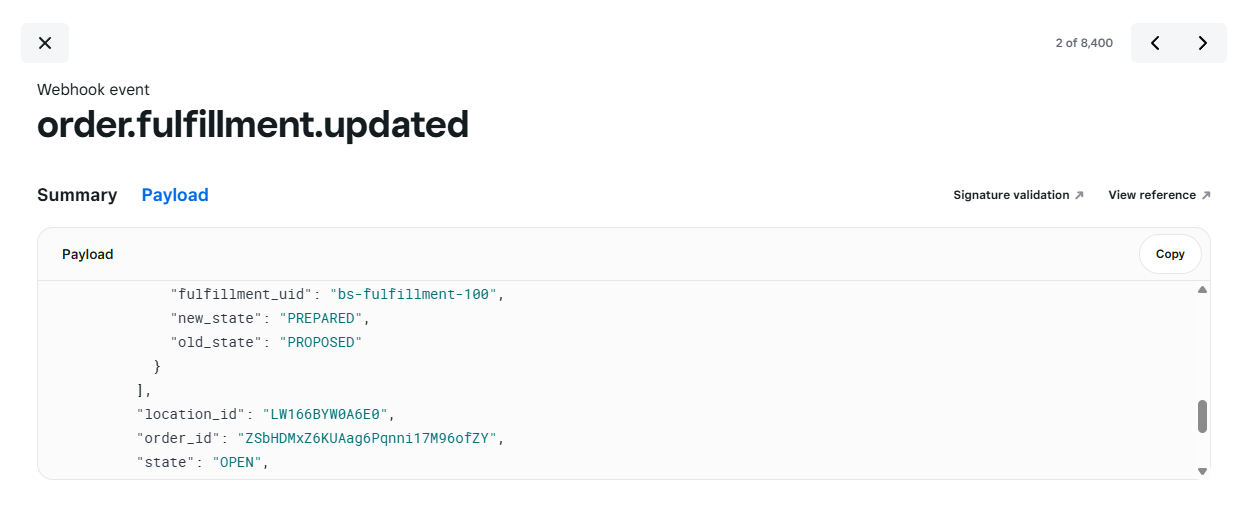 2 of 8,400
Webhook event
order.fulfillment.updated
Summary Payload Signature validation View reference
Payload Copy
"fulfillment_uid": "bs-fulfillment-100",
"new_state": "PREPARED",
"old_state": "PROPOSED"
}
],
"location_id": "LW166BYW0A6E0",
"order_id": "ZSbHDMxZ6KUAag6Pqnni17M96ofZY",
"state": "OPEN",